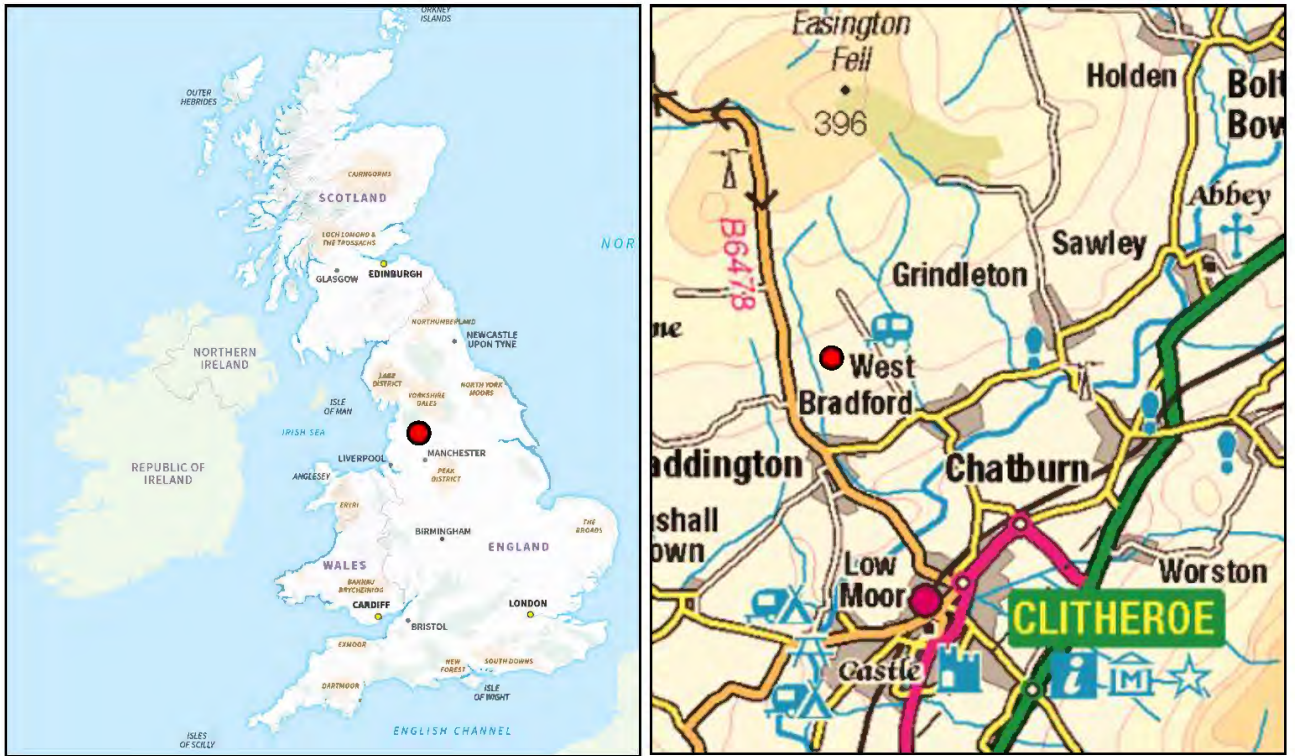 ORKNEY
ISLANDS
OUTER
HEBRIDES
CAIRNGORMS
SCOTLAND
LOCH LOMOND &
THE TROSSACHS
NOR
GLASGOW
EDINBURGH
NORTHUMBERLAND
NEWCASTLE
UPON TYNE
NORTHERN
IRELAND
LAKE
DISTRICT
NORTH YORK
MOORS
YORKSHIRE
DALES
ISLE
OF MAN
IRISH SEA
LIVERPOOL
MANCHESTER
REPUBLIC OF
IRELAND
ANGLESEY
PEAK
DISTRICT
ERYRI
THE
BROADS
BIRMINGHAM
ENGLAND
WALES
BANNAU
BRYCHEINIOG
CARDIFF
LONDON
BRISTOL
EXMOOR
NEW
FOREST
SOUTH DOWNS
ISLE
OF WIGHT
DARTMOOR
ENGLISH CHANNEL
ISLES
OF SCILLY
Easington
Fell
396
Holden
Bolt
Bow
Abbey
B6478
Sawley
Grindleton
me
West
Bradford
addington
Chatburn
shall
own
Low
Moor
Worston
CLITHEROE
Castle
i
M